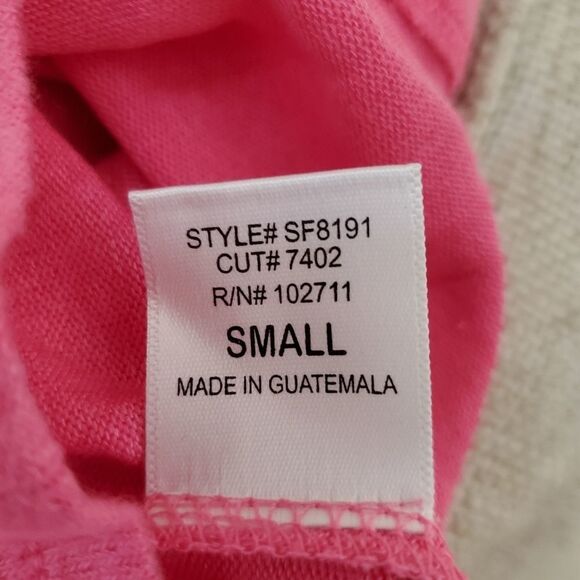 STYLE# SF8191
CUT# 7402
R/N# 102711
SMALL
MADE IN GUATEMALA